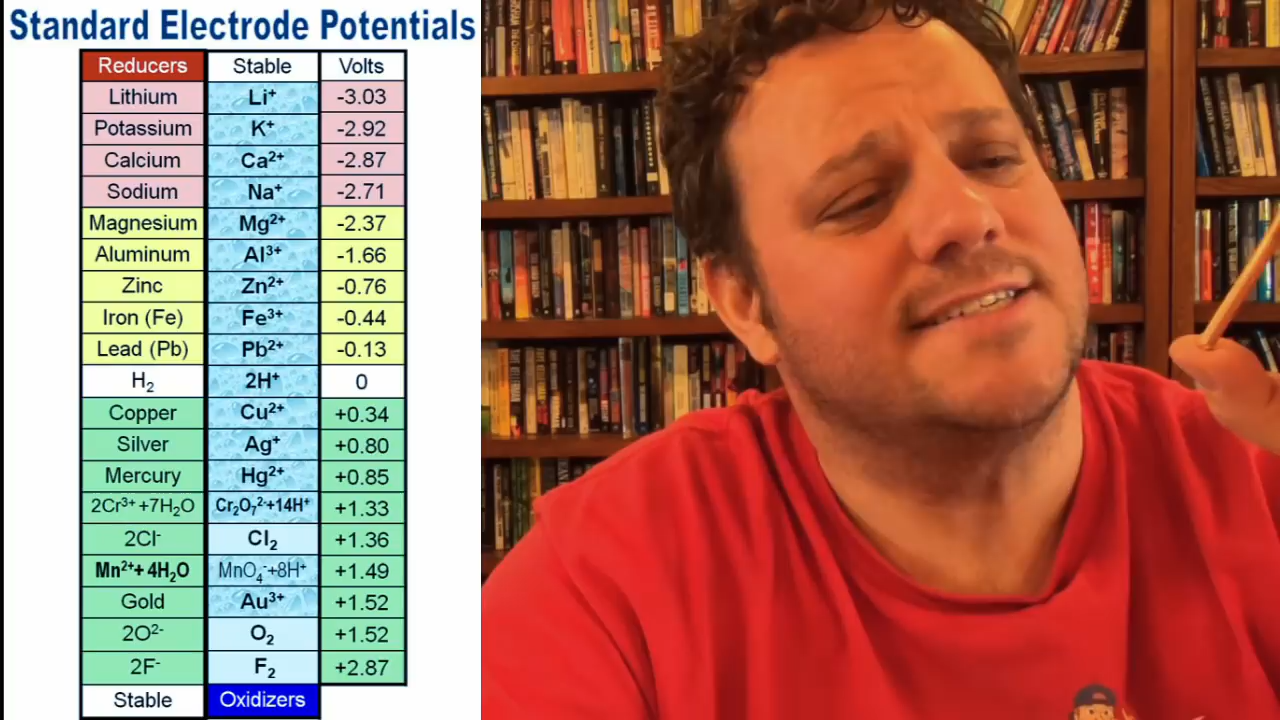 Standard Electrode Potentials
Reducers Stable Volts
Lithium Li⁺ -3.03
Potassium K⁺ -2.92
Calcium Ca²⁺ -2.87
Sodium Na⁺ -2.71
Magnesium Mg²⁺ -2.37
Aluminum Al³⁺ -1.66
Zinc Zn²⁺ -0.76
Iron (Fe) Fe³⁺ -0.44
Lead (Pb) Pb²⁺ -0.13
H₂ 2H⁺ 0
Copper Cu²⁺ +0.34
Silver Ag⁺ +0.80
Mercury Hg²⁺ +0.85
2Cr³⁺+7H₂O Cr₂O₇²⁻+14H⁺ +1.33
2Cl⁻ Cl₂ +1.36
Mn²⁺+ 4H₂O MnO₄⁻+8H⁺ +1.49
Gold Au³⁺ +1.52
2O²⁻ O₂ +1.52
2F⁻ F₂ +2.87
Stable Oxidizers